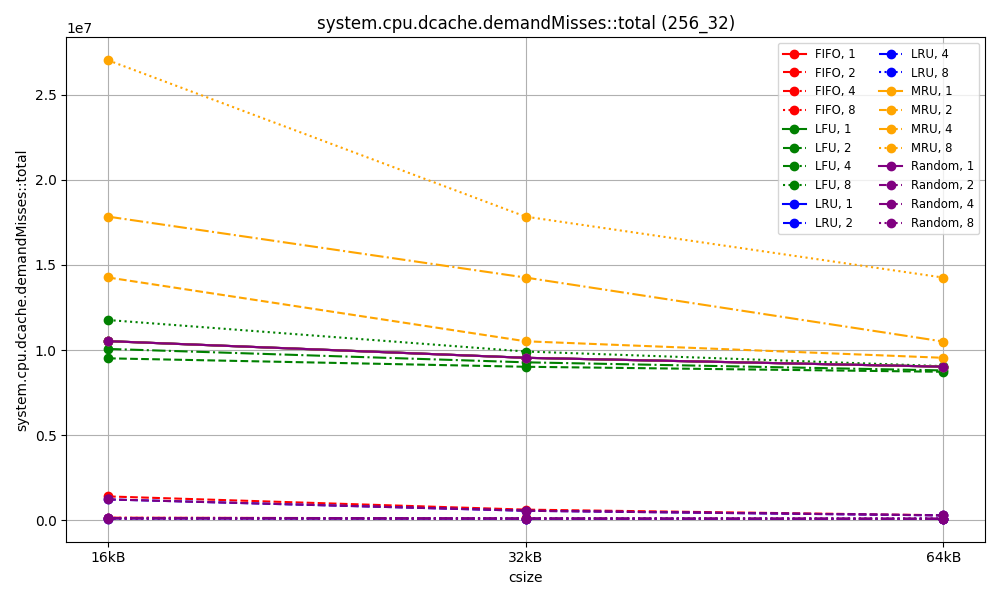 system.cpu.dcache.demandMisses::total (256_32)
1e7
FIFO, 1
FIFO, 2
FIFO, 4
FIFO, 8
LFU, 1
LFU, 2
LFU, 4
LFU, 8
LRU, 1
LRU, 2
LRU, 4
LRU, 8
MRU, 1
MRU, 2
MRU, 4
MRU, 8
Random, 1
Random, 2
Random, 4
Random, 8
system.cpu.dcache.demandMisses::total
2.5
2.0
1.5
1.0
0.5
0.0
16kB
32kB
64kB
csize